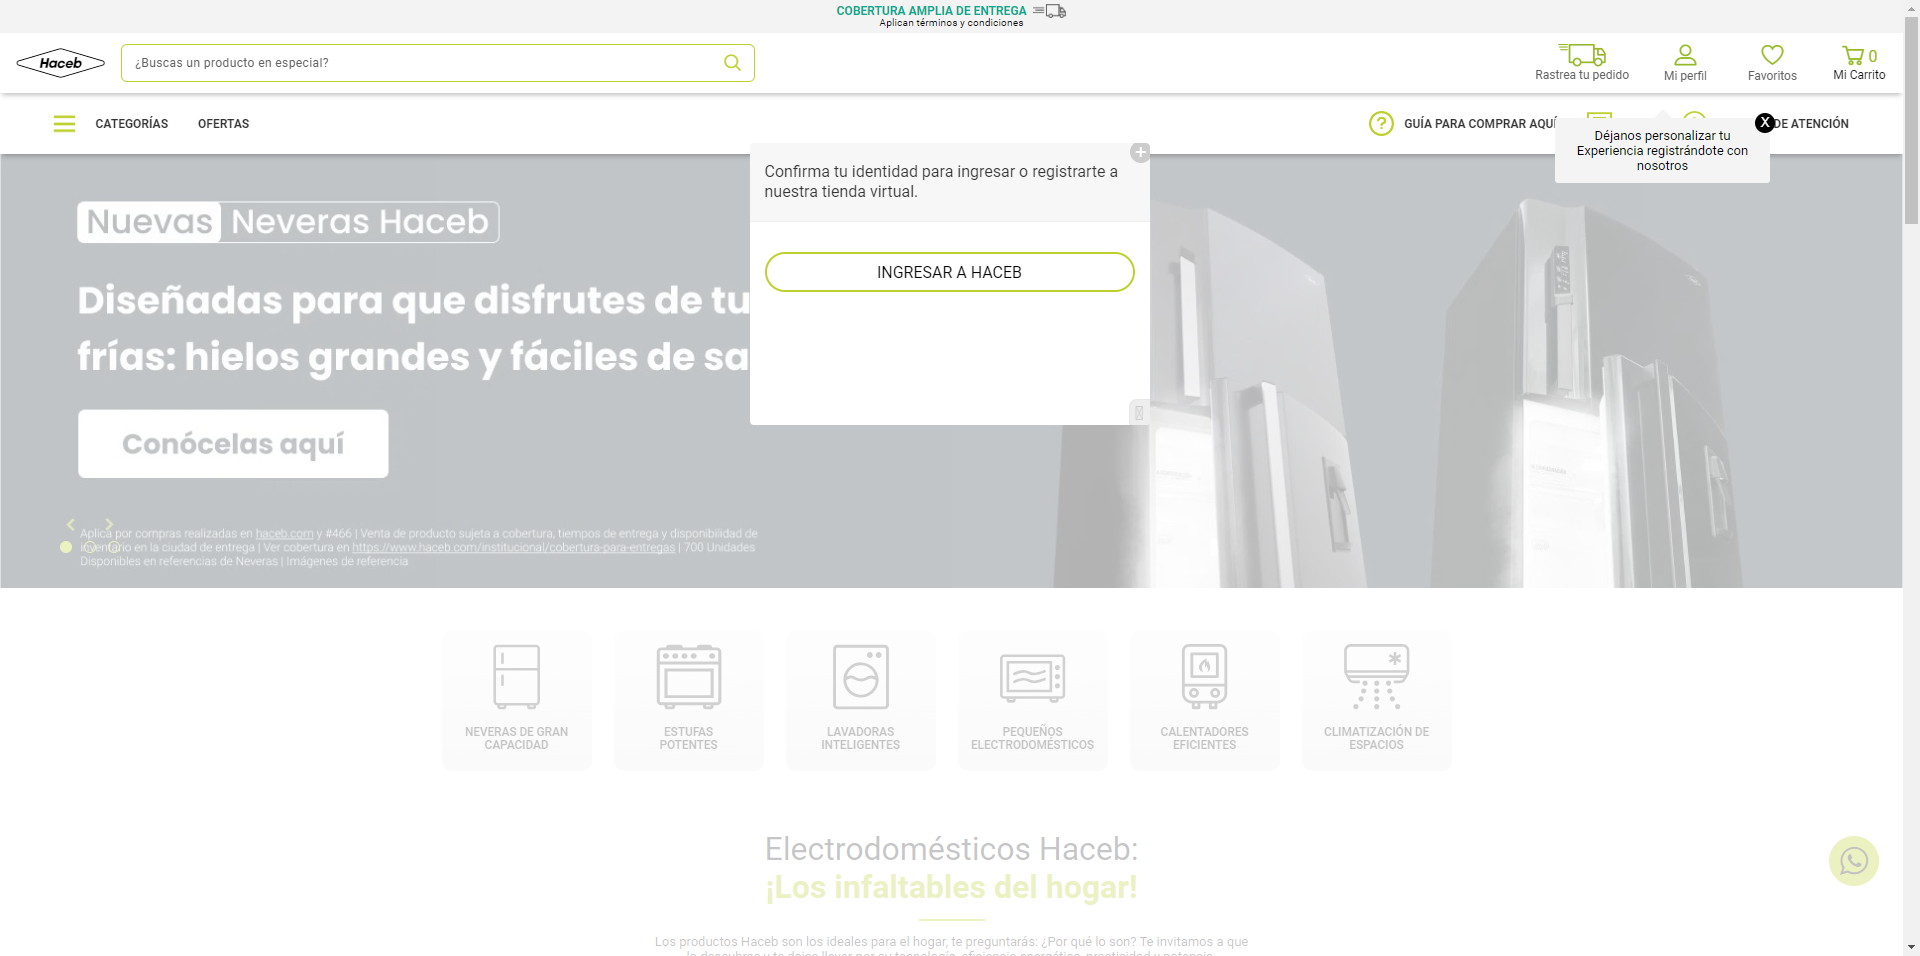 COBERTURA AMPLIA DE ENTREGA
Aplican términos y condiciones
Haceb
¿Buscas un producto en especial?
Rastrea tu pedido
Mi perfil
Favoritos
0
Mi Carrito
CATEGORÍAS
OFERTAS
GUÍA PARA COMPRAR AQUÍ
DE ATENCIÓN
X
Déjanos personalizar tu
Experiencia registrándote con
nosotros
Confirma tu identidad para ingresar o registrarte a
nuestra tienda virtual.
INGRESAR A HACEB
Nuevas Neveras Haceb
Diseñadas para que disfrutes de tu
frías: hielos grandes y fáciles de sa
Conócelas aquí
Aplica por compras realizadas en haceb.com y #466 | Venta de producto sujeta a cobertura, tiempos de entrega y disponibilidad de
inventario en la ciudad de entrega | Ver cobertura en https://www.haceb.com/institucional/cobertura-para-entregas | 700 Unidades
Disponibles en referencias de Neveras | Imágenes de referencia
NEVERAS DE GRAN
CAPACIDAD
ESTUFAS
POTENTES
LAVADORAS
INTELIGENTES
PEQUEÑOS
ELECTRODOMÉSTICOS
CALENTADORES
EFICIENTES
CLIMATIZACIÓN DE
ESPACIOS
Electrodomésticos Haceb:
¡Los infaltables del hogar!
Los productos Haceb son los ideales para el hogar, te preguntarás: ¿Por qué lo son? Te invitamos a que